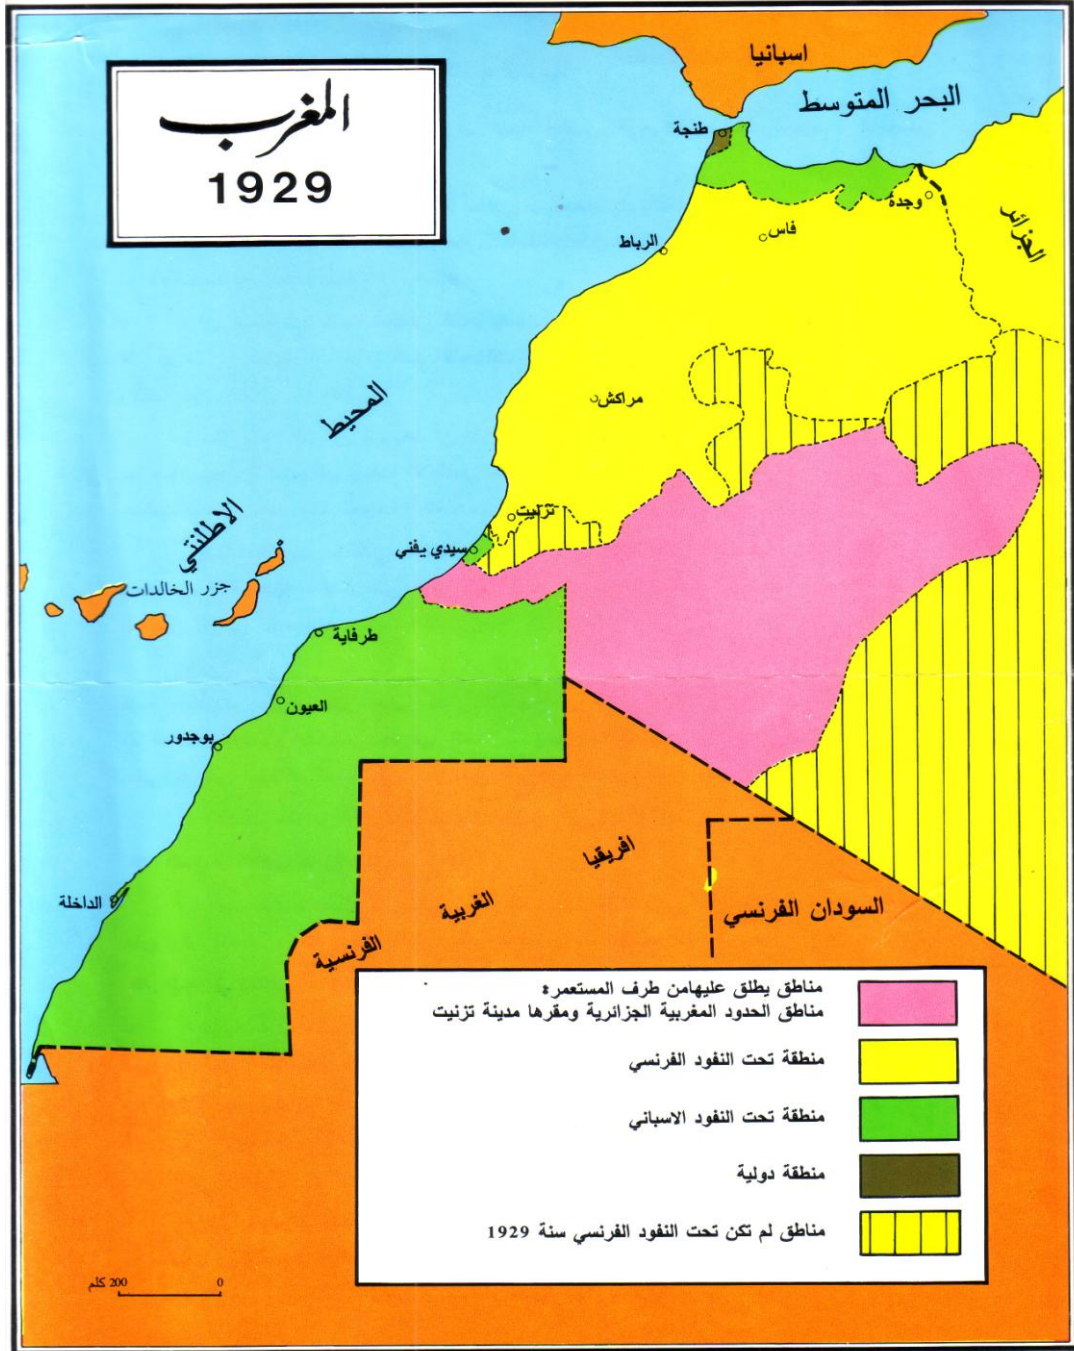 المغرب
1929
اسبانيا
البحر المتوسط
طنجة
وجدة
فاس
الرباط
الجزائر
مراكش
المحيط
الاطلنتي
تزنيت
سيدي يفني
جزر الخالدات
طرفاية
العيون
بوجدور
الداخلة
افريقيا
الغربية
الفرنسية
السودان الفرنسي
مناطق يطلق عليهامن طرف المستعمر:
مناطق الحدود المغربية الجزائرية ومقرها مدينة تزنيت
منطقة تحت النفود الفرنسي
منطقة تحت النفود الاسباني
منطقة دولية
مناطق لم تكن تحت النفود الفرنسي سنة 1929
0 200 كلم